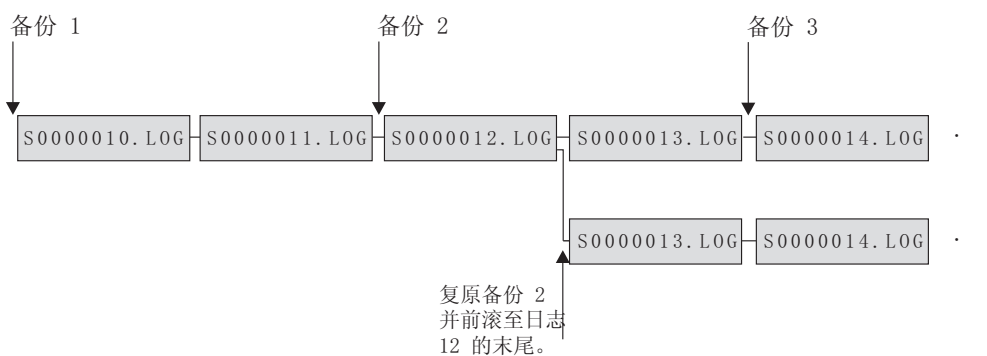 备份 1
备份 2
备份 3
S0000010.LOG
S0000011.LOG
S0000012.LOG
S0000013.LOG
S0000014.LOG
S0000013.LOG
S0000014.LOG
复原备份 2
并前滚至日志
12 的末尾。